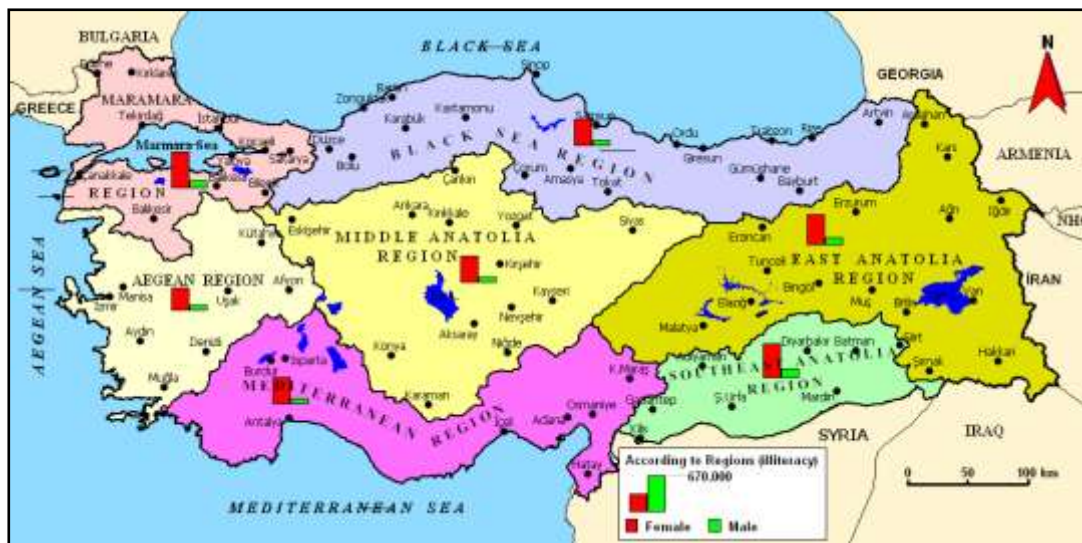 BULGARIA
BLACK SEA
N
GEORGIA
GREECE
Kırklareli
MARAMARA
Tekirdağ
İstanbul
Sinop
Bartın
Zonguldak
Kastamonu
Karabük
Samsun
Ordu
Giresun
Trabzon
Rize
Artvin
Ardahan
Kars
ARMENIA
Marmara Sea
Kocaeli
Yalova
Sakarya
Düzce
Bolu
BLACK SEA REGION
Çanakkale
REGION
Balıkesir
Bilecik
Çankırı
Çorum
Amasya
Tokat
Gümüşhane
Bayburt
Erzurum
Ağrı
Iğdır
Ankara
Kırıkkale
Yozgat
Sivas
Eskişehir
Kütahya
MIDDLE ANATOLIA
REGION
Kırşehir
Kayseri
Nevşehir
Aksaray
Niğde
Konya
Karaman
Erzincan
Tunceli
EAST ANATOLIA
REGION
Bingöl
Elazığ
Muş
Van
Bitlis
Malatya
İRAN
AEGEAN SEA
AEGEAN REGION
Manisa
İzmir
Uşak
Afyon
Aydın
Denizli
Muğla
Burdur
Isparta
MEDITERRANEAN REGION
Antalya
İçel
Adana
Osmaniye
K.Maraş
Hatay
Adıyaman
Diyarbakır
Batman
Siirt
Şırnak
Hakkari
SOUTHEAST ANATOLIA
REGION
Gaziantep
Ş.Urfa
Mardin
Kilis
SYRIA
IRAQ
MEDITERRANEAN SEA
According to Regions (illiteracy)
670.000
Female
Male
0 50 100 km